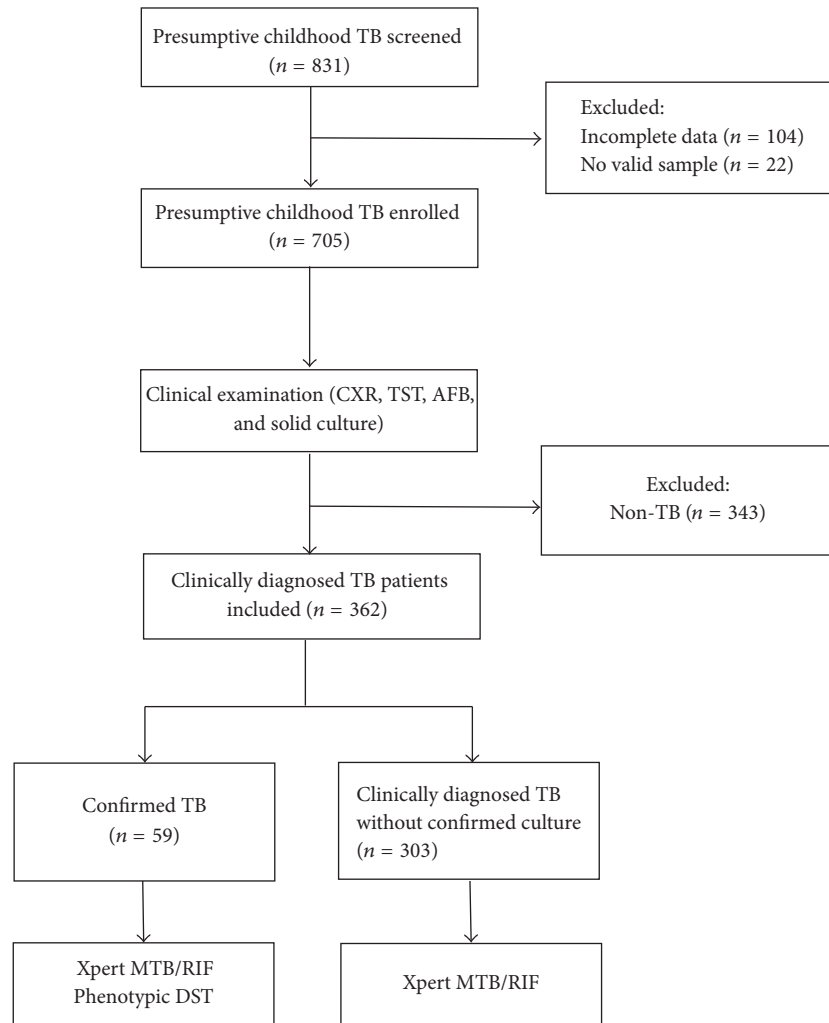 Presumptive childhood TB screened
(n = 831)
Excluded:
Incomplete data (n = 104)
No valid sample (n = 22)
Presumptive childhood TB enrolled
(n = 705)
Clinical examination (CXR, TST, AFB,
and solid culture)
Excluded:
Non-TB (n = 343)
Clinically diagnosed TB patients
included (n = 362)
Confirmed TB
(n = 59)
Clinically diagnosed TB
without confirmed culture
(n = 303)
Xpert MTB/RIF
Phenotypic DST
Xpert MTB/RIF